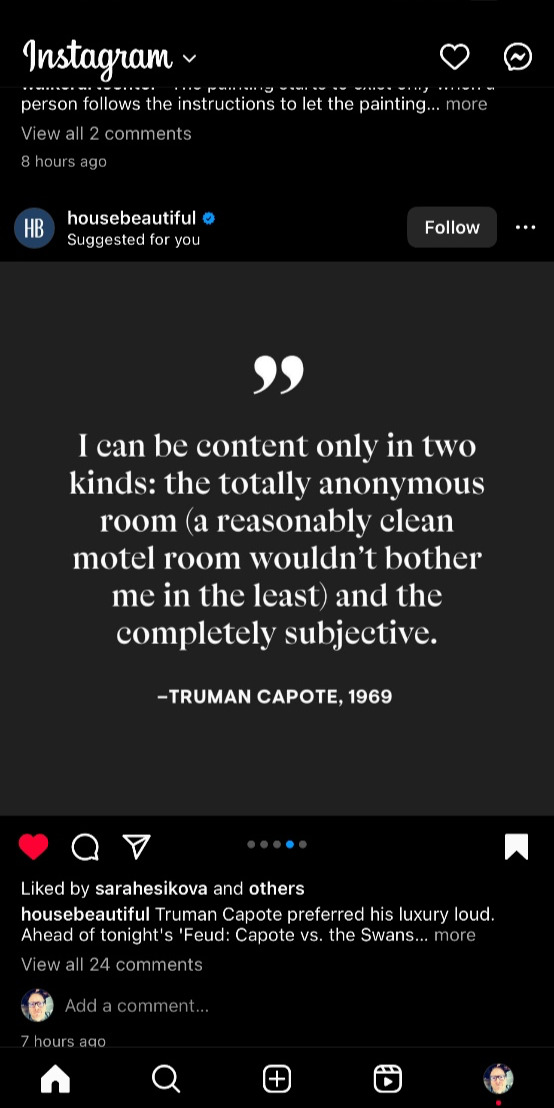 Instagram
person follows the instructions to let the painting... more
View all 2 comments
8 hours ago
HB
housebeautiful
Suggested for you
Follow
”
I can be content only in two
kinds: the totally anonymous
room (a reasonably clean
motel room wouldn’t bother
me in the least) and the
completely subjective.
–TRUMAN CAPOTE, 1969
Liked by sarahesikova and others
housebeautiful Truman Capote preferred his luxury loud.
Ahead of tonight's 'Feud: Capote vs. the Swans... more
View all 24 comments
Add a comment...
7 hours ago